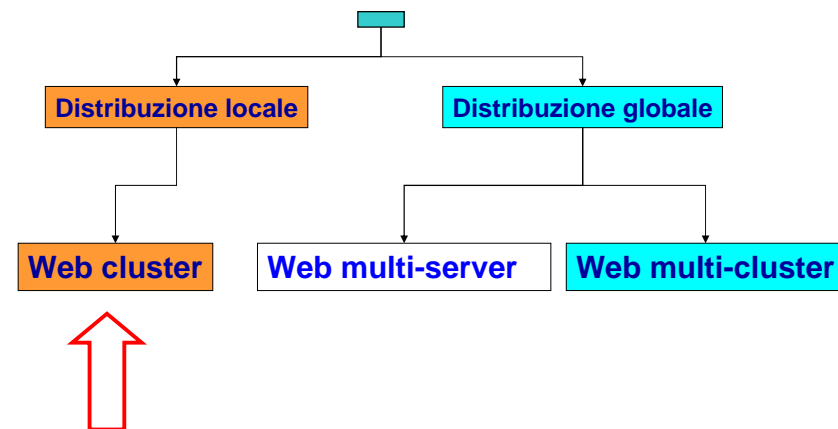 Distribuzione locale
Distribuzione globale
Web cluster
Web multi-server
Web multi-cluster